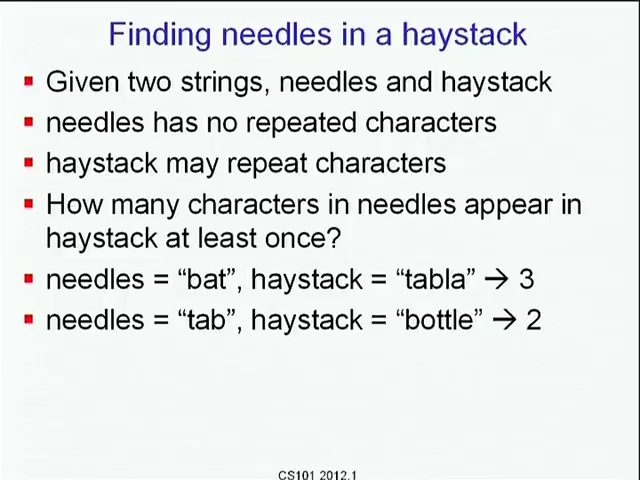 Finding needles in a haystack
▪ Given two strings, needles and haystack
▪ needles has no repeated characters
▪ haystack may repeat characters
▪ How many characters in needles appear in
haystack at least once?
▪ needles = “bat”, haystack = “tabla” → 3
▪ needles = “tab”, haystack = “bottle” → 2
CS101 2012.1